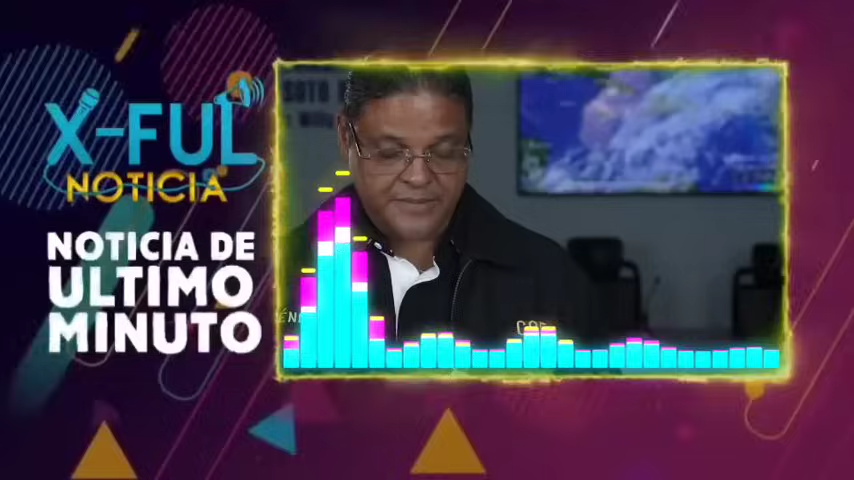 X-FUL
NOTICIA
NOTICIA DE
ULTIMO
MINUTO